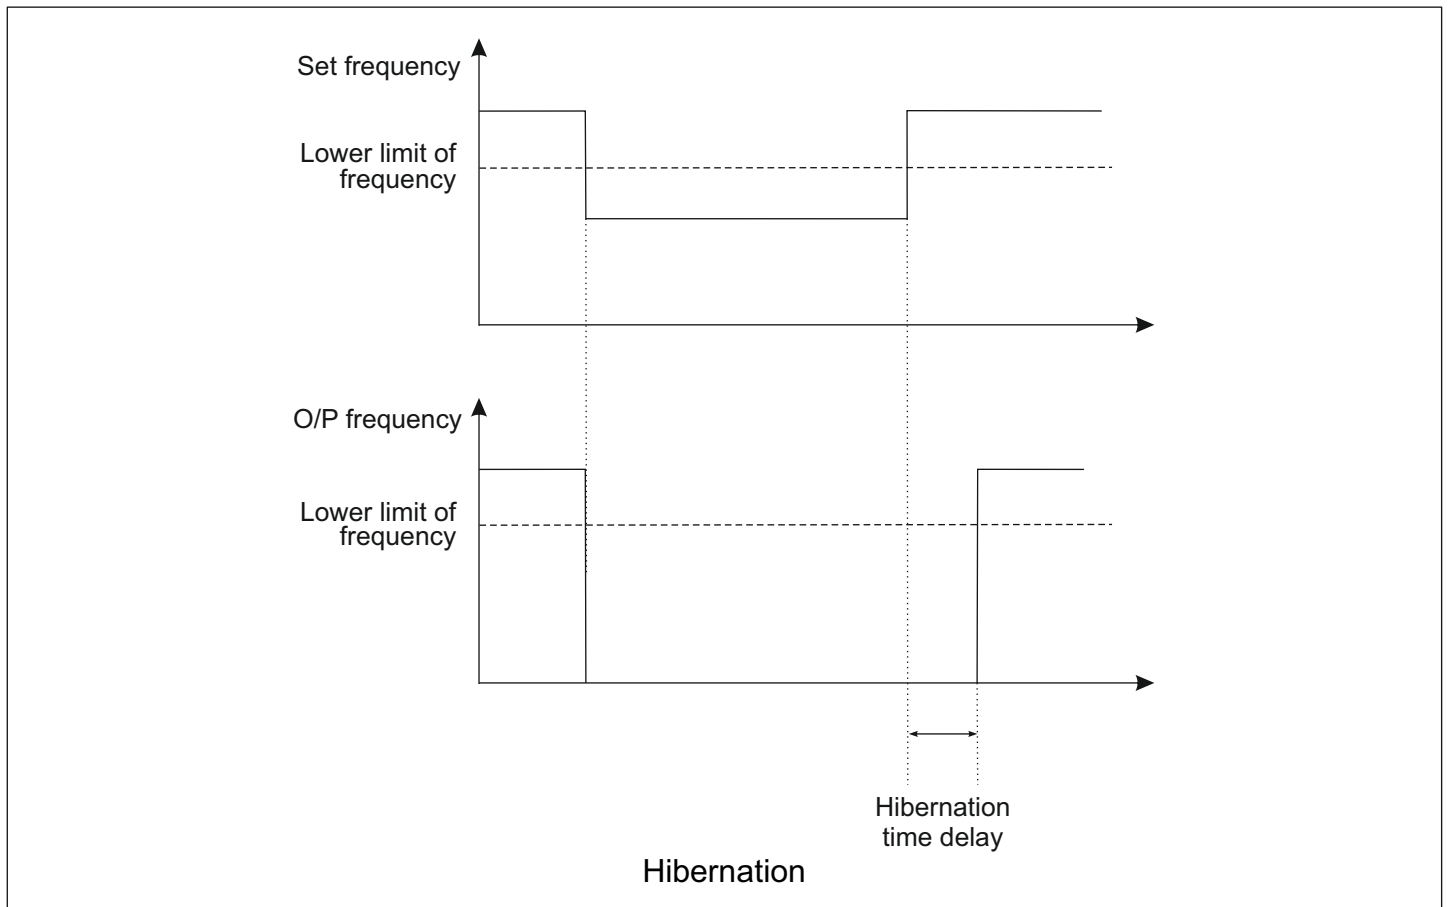 Set frequency
Lower limit of
frequency
O/P frequency
Lower limit of
frequency
Hibernation
time delay
Hibernation